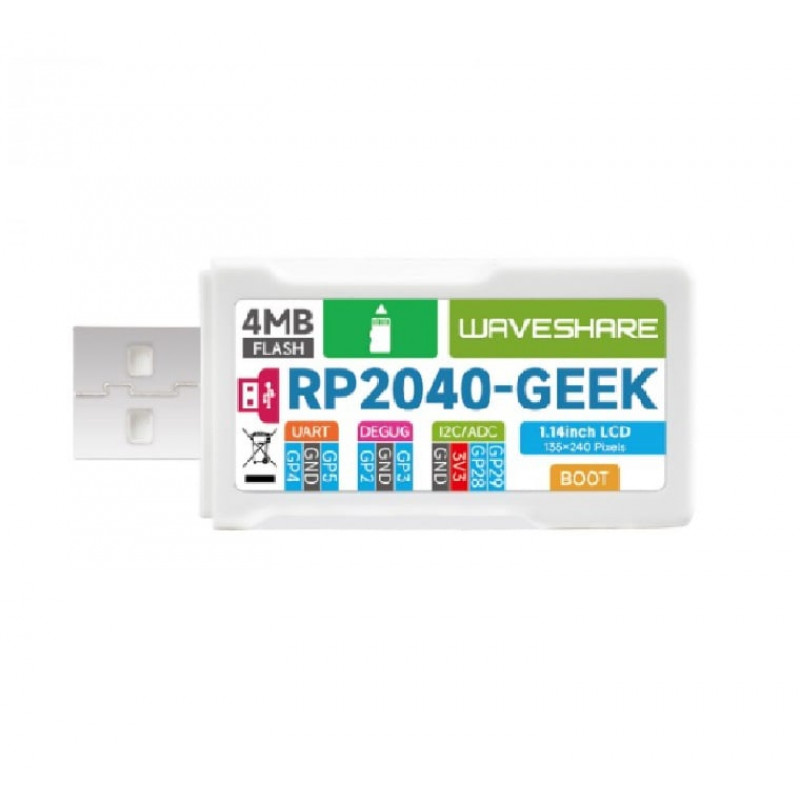 4MB
FLASH
WAVESHARE
RP2040-GEEK
UART
GP4
GND
GP5
DEGUG
GP2
GND
GP3
I2C/ADC
GND
3V3
GP28
GP29
1.14inch LCD
135×240 Pixels
BOOT